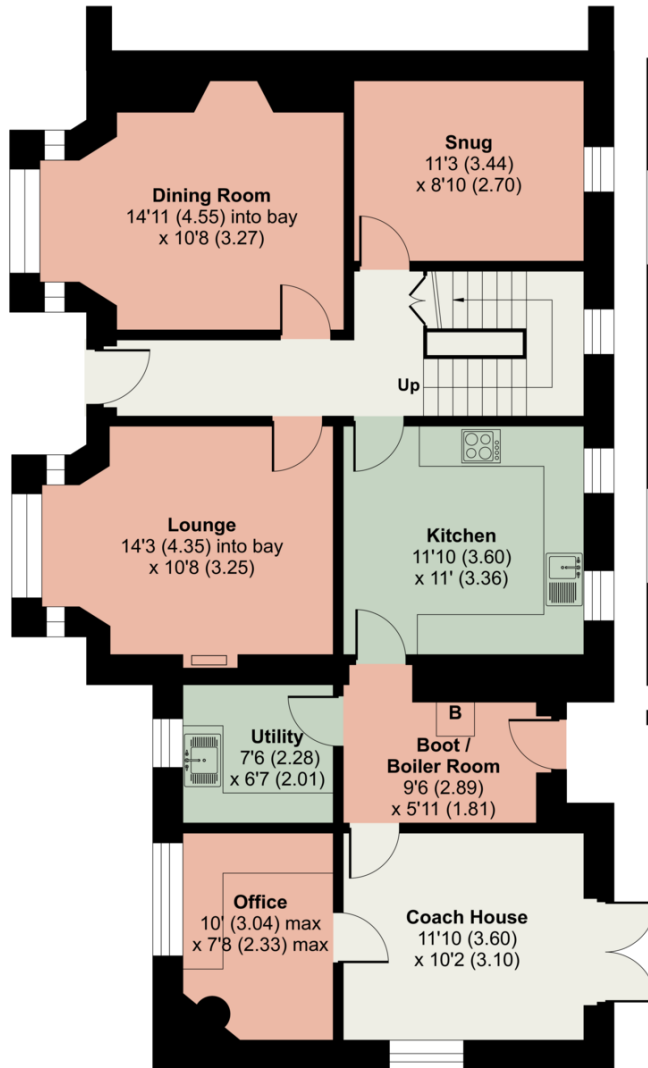 Snug
11'3 (3.44)
x 8'10 (2.70)
Dining Room
14'11 (4.55) into bay
x 10'8 (3.27)
Up
Lounge
14'3 (4.35) into bay
x 10'8 (3.25)
Kitchen
11'10 (3.60)
x 11' (3.36)
Utility
7'6 (2.28)
x 6'7 (2.01)
B
Boot /
Boiler Room
9'6 (2.89)
x 5'11 (1.81)
Office
10' (3.04) max
x 7'8 (2.33) max
Coach House
11'10 (3.60)
x 10'2 (3.10)